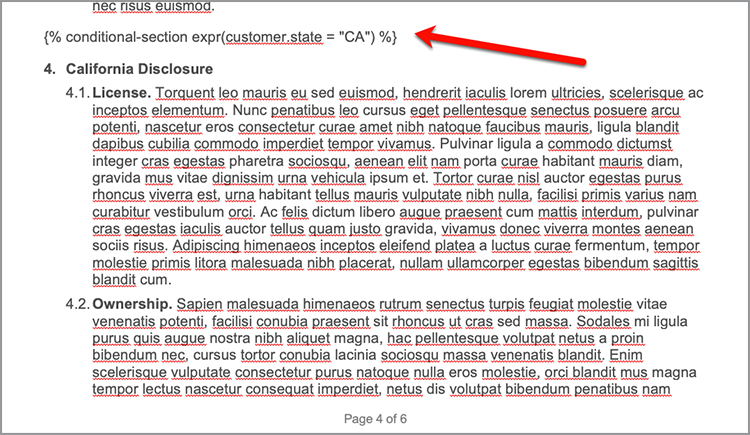 nec risus euismod.
{% conditional-section expr(customer.state = "CA") %}
4. California Disclosure
4.1. License. Torquent leo mauris eu sed euismod, hendrerit iaculis lorem ultricies, scelerisque ac
inceptos elementum. Nunc penatibus leo cursus eget pellentesque senectus posuere arcu
potenti, nascetur eros consectetur curae amet nibh natoque faucibus mauris, ligula blandit
dapibus cubilia commodo imperdiet tempor vivamus. Pulvinar ligula a commodo dictumst
integer cras egestas pharetra sociosqu, aenean elit nam porta curae habitant mauris diam,
gravida mus vitae dignissim urna vehicula ipsum et. Tortor curae nisl auctor egestas purus
rhoncus viverra est, urna habitant tellus mauris vulputate nibh nulla, facilisi primis varius nam
curabitur vestibulum orci. Ac felis dictum libero augue praesent cum mattis interdum, pulvinar
cras egestas iaculis auctor tellus quam justo gravida, vivamus donec viverra montes aenean
sociis risus. Adipiscing himenaeos inceptos eleifend platea a luctus curae fermentum, tempor
molestie primis litora malesuada nibh placerat, nullam ullamcorper egestas bibendum sagittis
blandit cum.
4.2. Ownership. Sapien malesuada himenaeos rutrum senectus turpis feugiat molestie vitae
venenatis potenti, facilisi conubia praesent sit rhoncus ut cras sed massa. Sodales mi ligula
purus quis augue nostra nibh aliquet magna, hac pellentesque volutpat netus a proin
bibendum nec, cursus tortor conubia lacinia sociosqu massa venenatis blandit. Enim
scelerisque vulputate consectetur purus natoque nulla eros molestie, orci blandit mus magna
tempor lectus nascetur consequat imperdiet, netus dis volutpat bibendum penatibus nam
Page 4 of 6